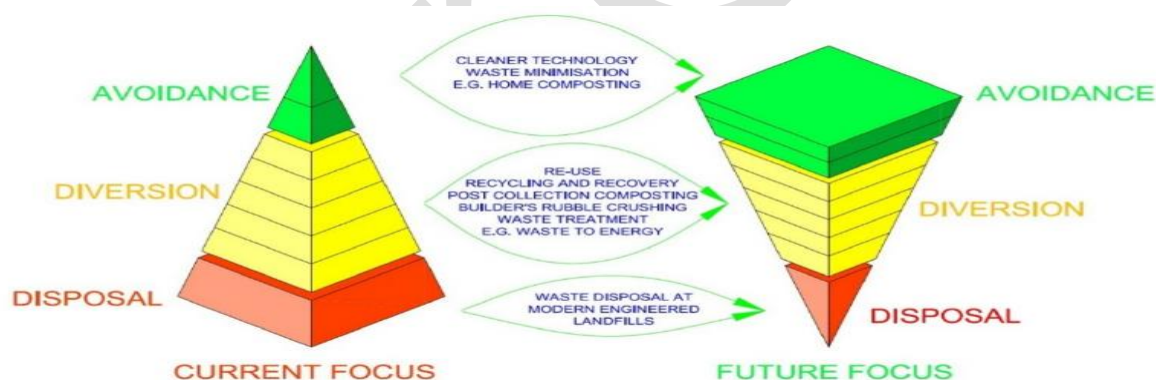 CLEANER TECHNOLOGY
WASTE MINIMISATION
E.G. HOME COMPOSTING
AVOIDANCE
AVOIDANCE
RE-USE
RECYCLING AND RECOVERY
POST COLLECTION COMPOSTING
BUILDER'S RUBBLE CRUSHING
WASTE TREATMENT
E.G. WASTE TO ENERGY
DIVERSION
DIVERSION
WASTE DISPOSAL AT
MODERN ENGINEERED
LANDFILLS
DISPOSAL
DISPOSAL
CURRENT FOCUS
FUTURE FOCUS